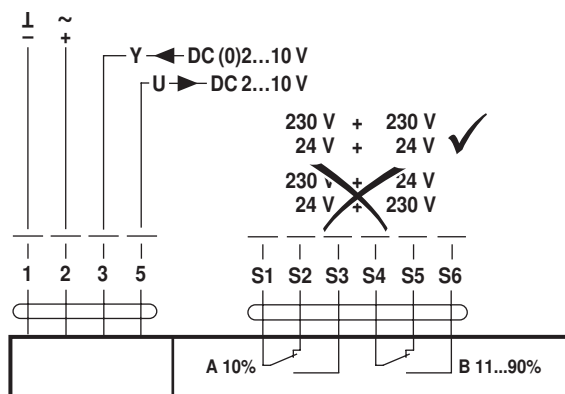 ⊥ ~
– +
Y DC (0)2...10 V
U DC 2...10 V
230 V + 230 V
24 V + 24 V
230 V + 24 V
24 V + 230 V
1 2 3 5 S1 S2 S3 S4 S5 S6
A 10% B 11...90%